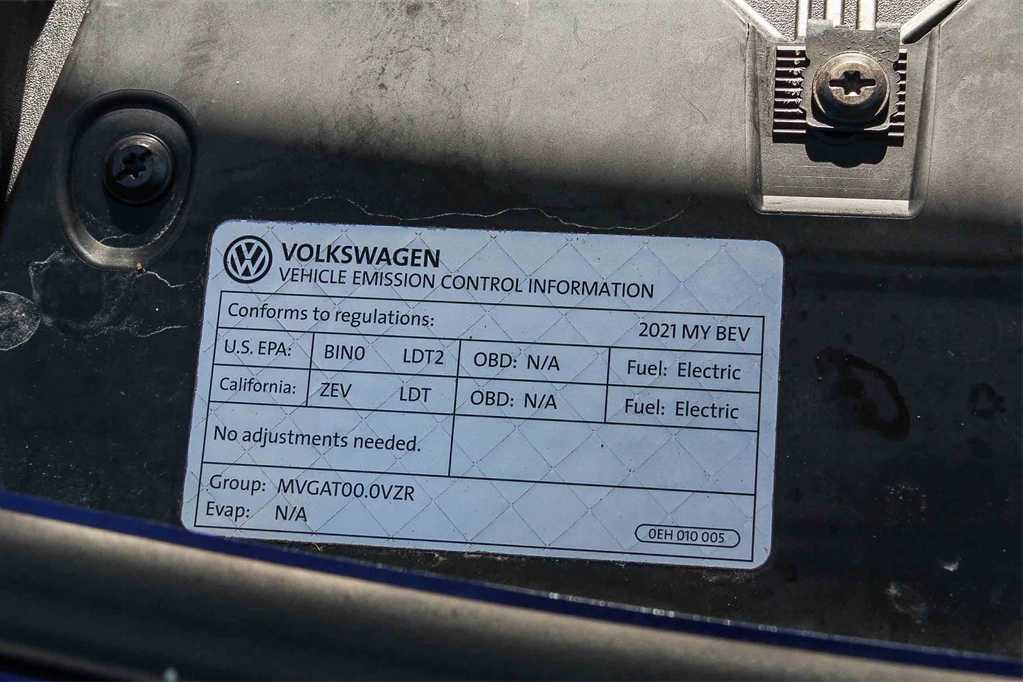 VOLKSWAGEN
VEHICLE EMISSION CONTROL INFORMATION
Conforms to regulations: 2021 MY BEV
U.S. EPA: BIN0 LDT2 OBD: N/A Fuel: Electric
California: ZEV LDT OBD: N/A Fuel: Electric
No adjustments needed.
Group: MVGAT00.0VZR
Evap: N/A
0EH 010 005